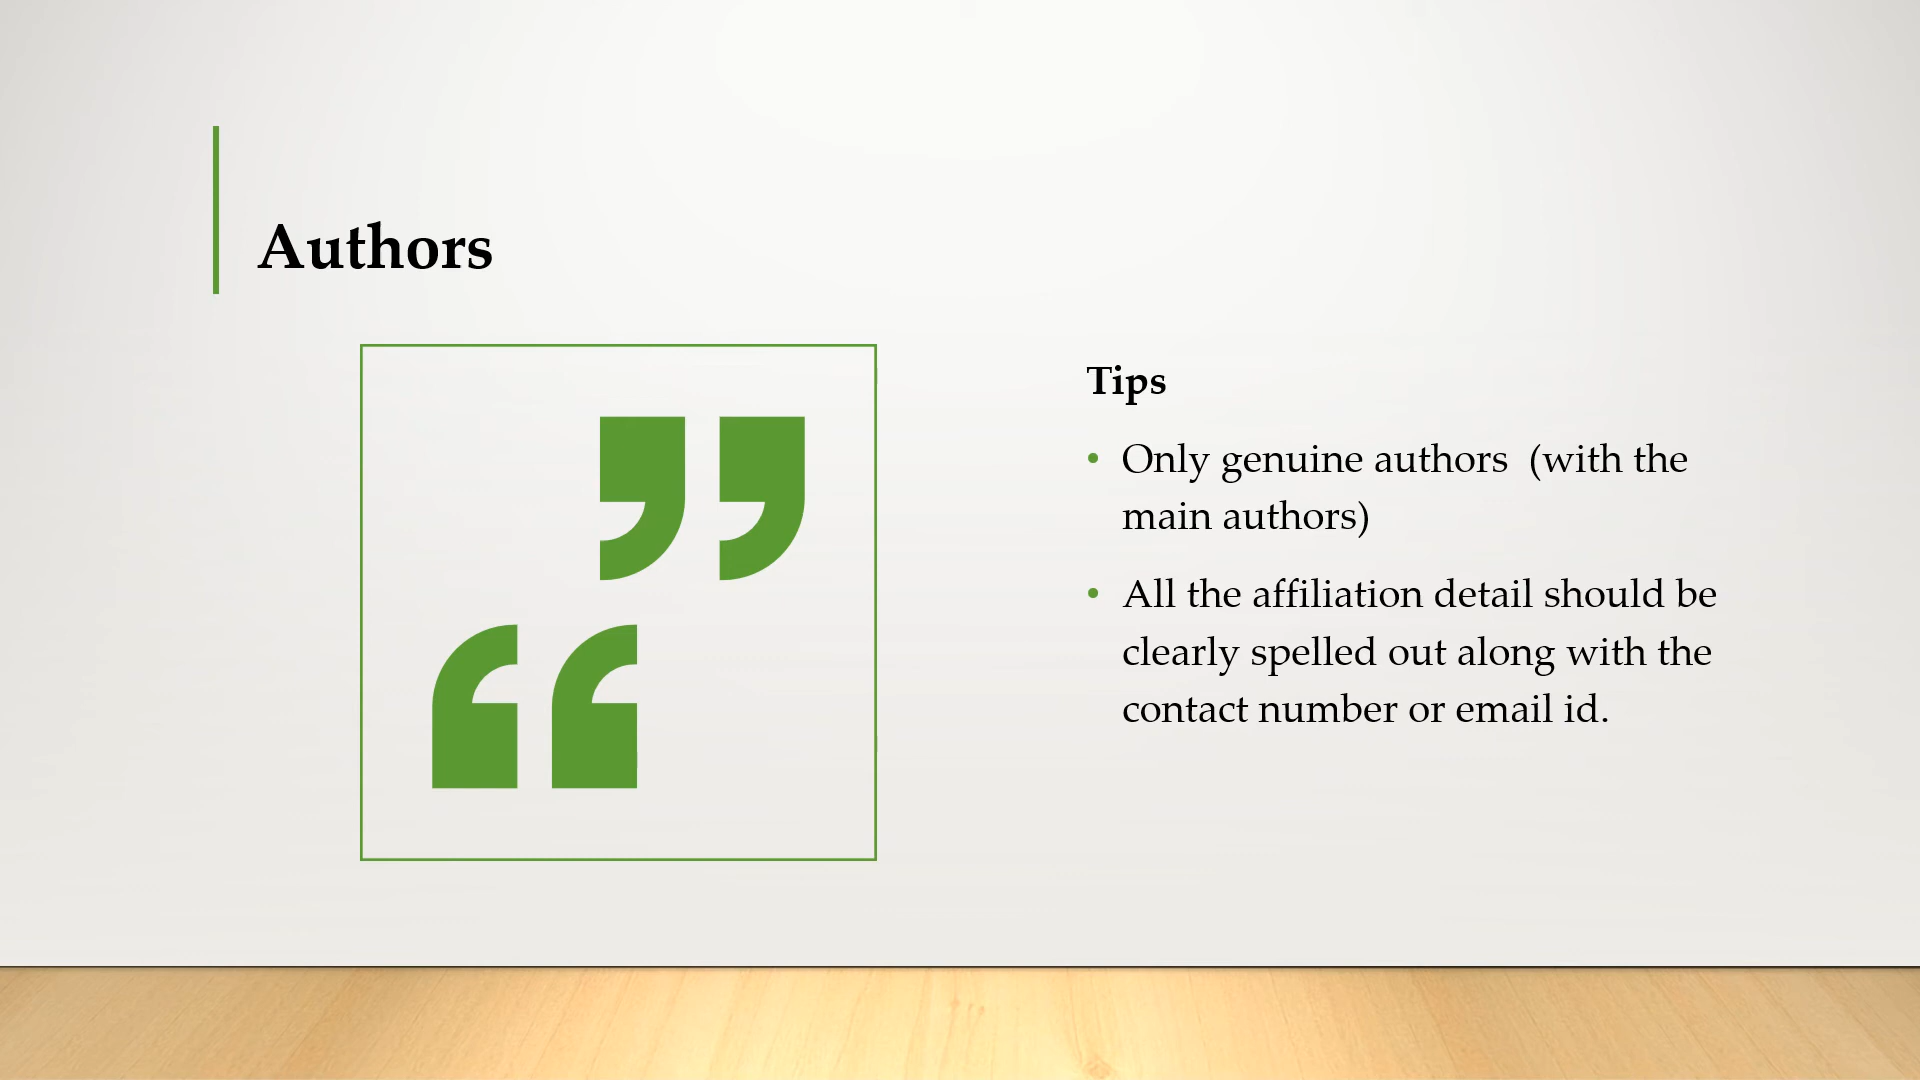 Authors
Tips
• Only genuine authors  (with the
main authors)
• All the affiliation detail should be
clearly spelled out along with the
contact number or email id.